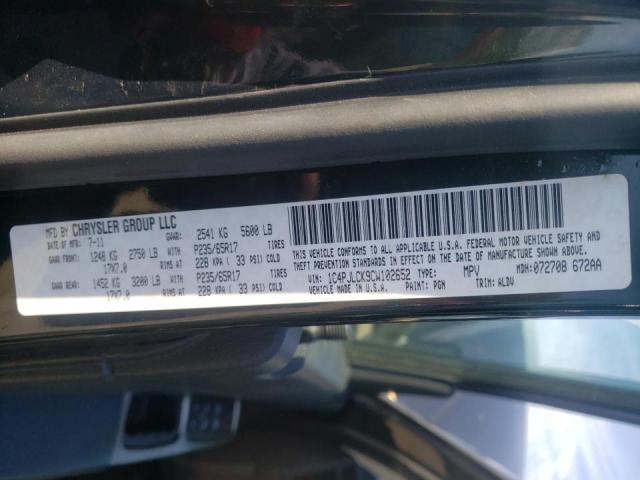 MFD BY CHRYSLER GROUP LLC
DATE OF MFR: 7-11 GVWR: 2541 KG 5600 LB
GAWR FRONT: 1248 KG 2750 LB WITH P235/65R17 TIRES
17X7.0 RIMS AT 228 KPA ( 33 PSI) COLD
GAWR REAR: 1452 KG 3200 LB WITH P235/65R17 TIRES
17X7.0 RIMS AT 228 KPA ( 33 PSI) COLD
THIS VEHICLE CONFORMS TO ALL APPLICABLE U.S.A. FEDERAL MOTOR VEHICLE SAFETY,
BUMPER, AND THEFT PREVENTION STANDARDS IN EFFECT ON THE DATE OF MANUFACTURE SHOWN ABOVE.
VIN: 1C4PJLCKX9CW102652 TYPE: MPV MDH: 072708 672AA
VEHICLE MADE IN U.S.A. PAINT: PGN TRIM: ALDV